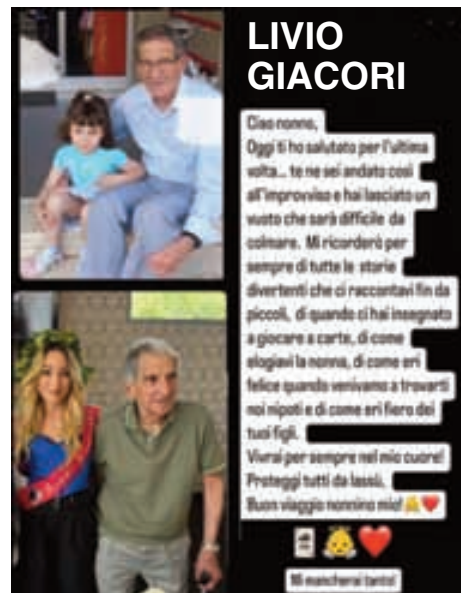 LIVIO
GIACORI
Ciao nonno,
Oggi ti ho salutato per l'ultima
volta... te ne sei andato così
all'improvviso e hai lasciato un
vuoto che sarà difficile da
colmare. Mi ricorderò per
sempre di tutte le storie
divertenti che ci raccontavi fin da
piccoli, di quando ci hai insegnato
a giocare a carte, di come
elogiavi la nonna, di come eri
felice quando venivamo a trovarti
noi nipoti e di come eri fiero dei
tuoi figli.
Vivrai per sempre nel mio cuore!
Proteggi tutti da lassù,
Buon viaggio nonnino mio!👼❤️
🃏👼❤️
Mi mancherai tanto!